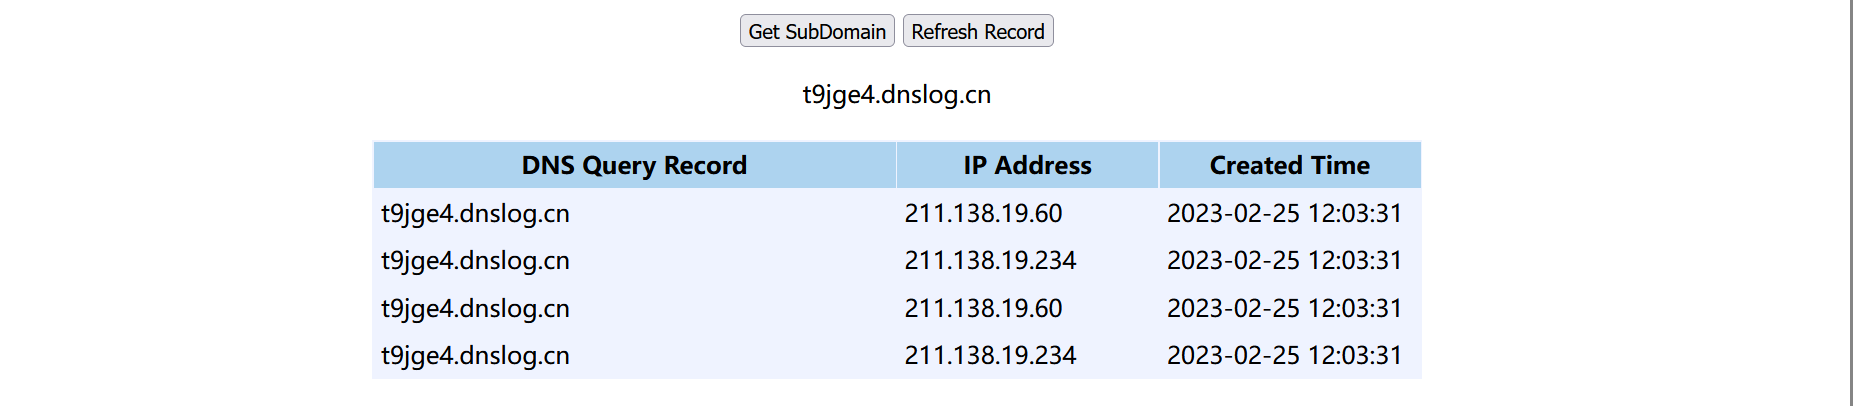 Get SubDomain Refresh Record
t9jge4.dnslog.cn
DNS Query Record IP Address Created Time
t9jge4.dnslog.cn 211.138.19.60 2023-02-25 12:03:31
t9jge4.dnslog.cn 211.138.19.234 2023-02-25 12:03:31
t9jge4.dnslog.cn 211.138.19.60 2023-02-25 12:03:31
t9jge4.dnslog.cn 211.138.19.234 2023-02-25 12:03:31